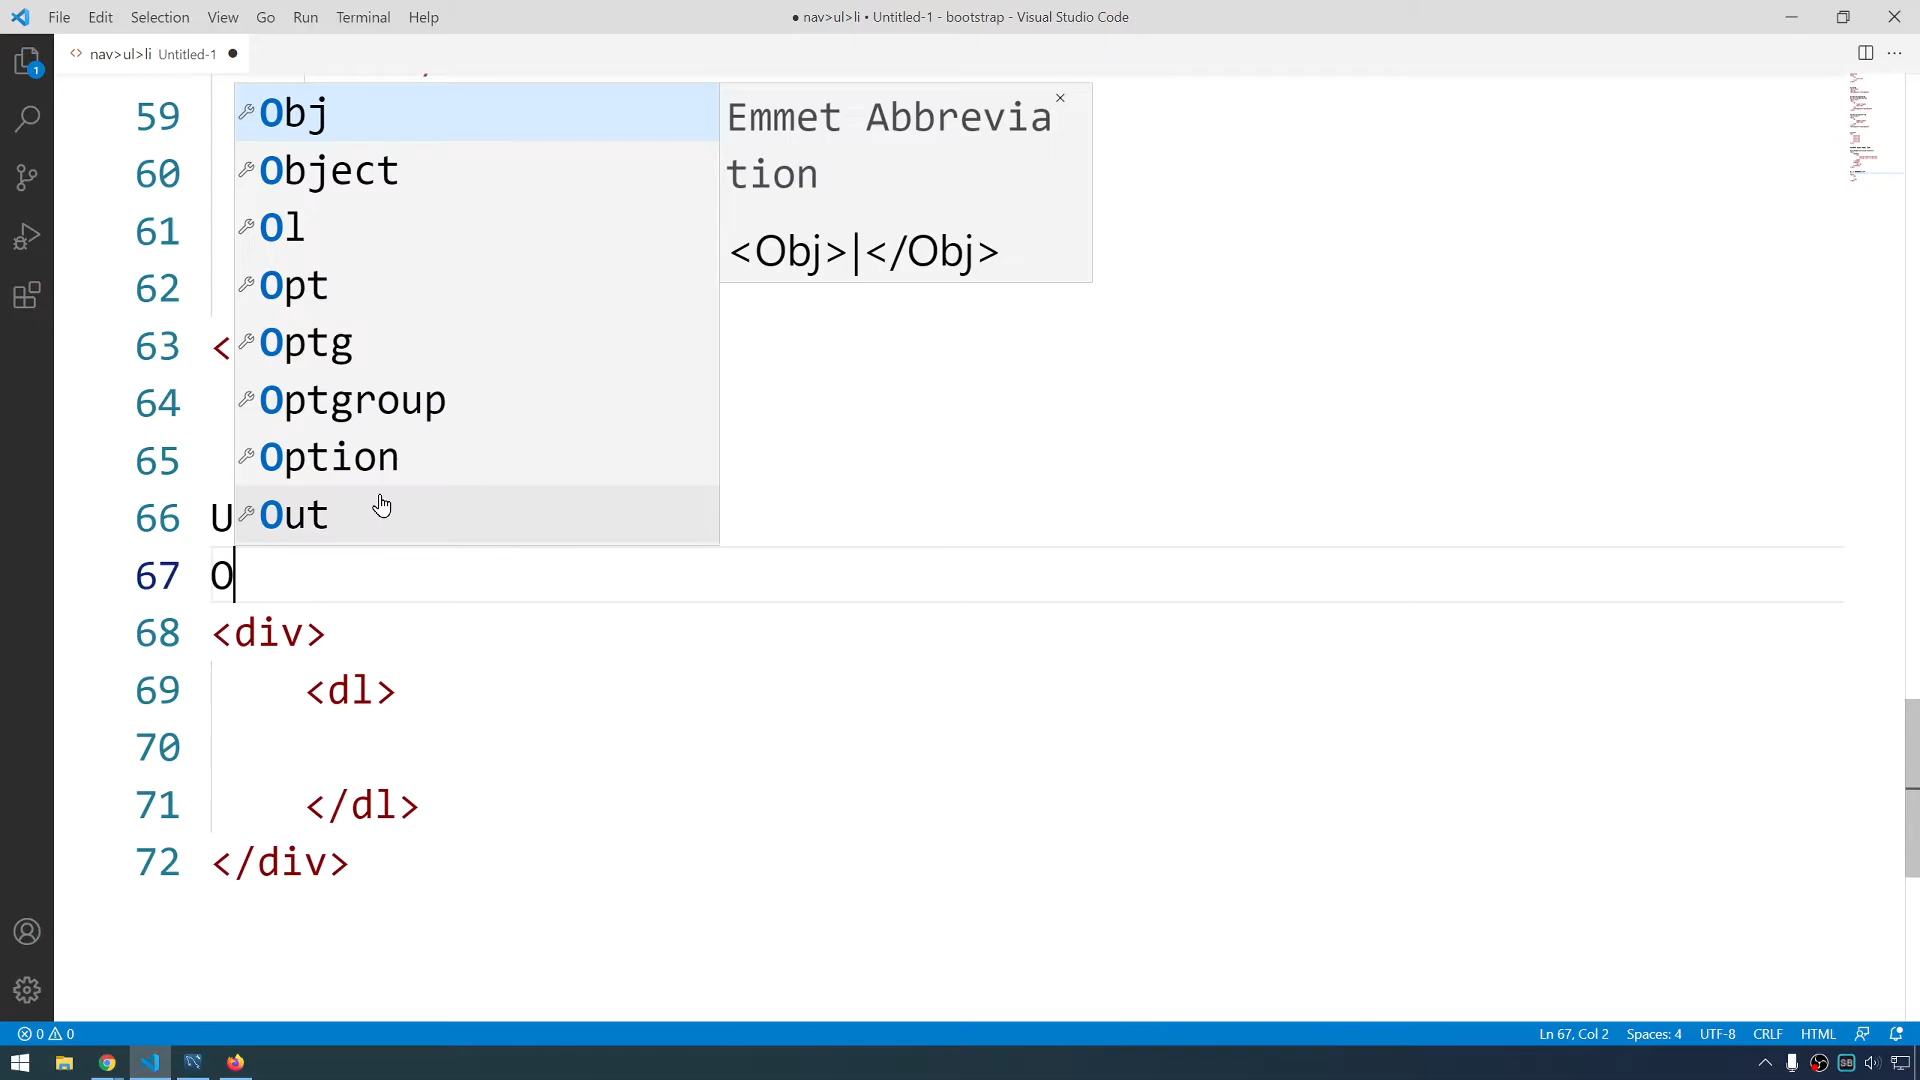 File Edit Selection View Go Run Terminal Help ● nav>ul>li • Untitled-1 - bootstrap - Visual Studio Code
nav>ul>li Untitled-1 ●
1
59 Obj
60 Object
61 Ol
62 Opt
63 < Optg
64 Optgroup
65 Option
66 U Out
Emmet Abbrevia
tion
<Obj>|</Obj>
67 O
68 <div>
69 <dl>
70
71 </dl>
72 </div>
0 0 Ln 67, Col 2 Spaces: 4 UTF-8 CRLF HTML